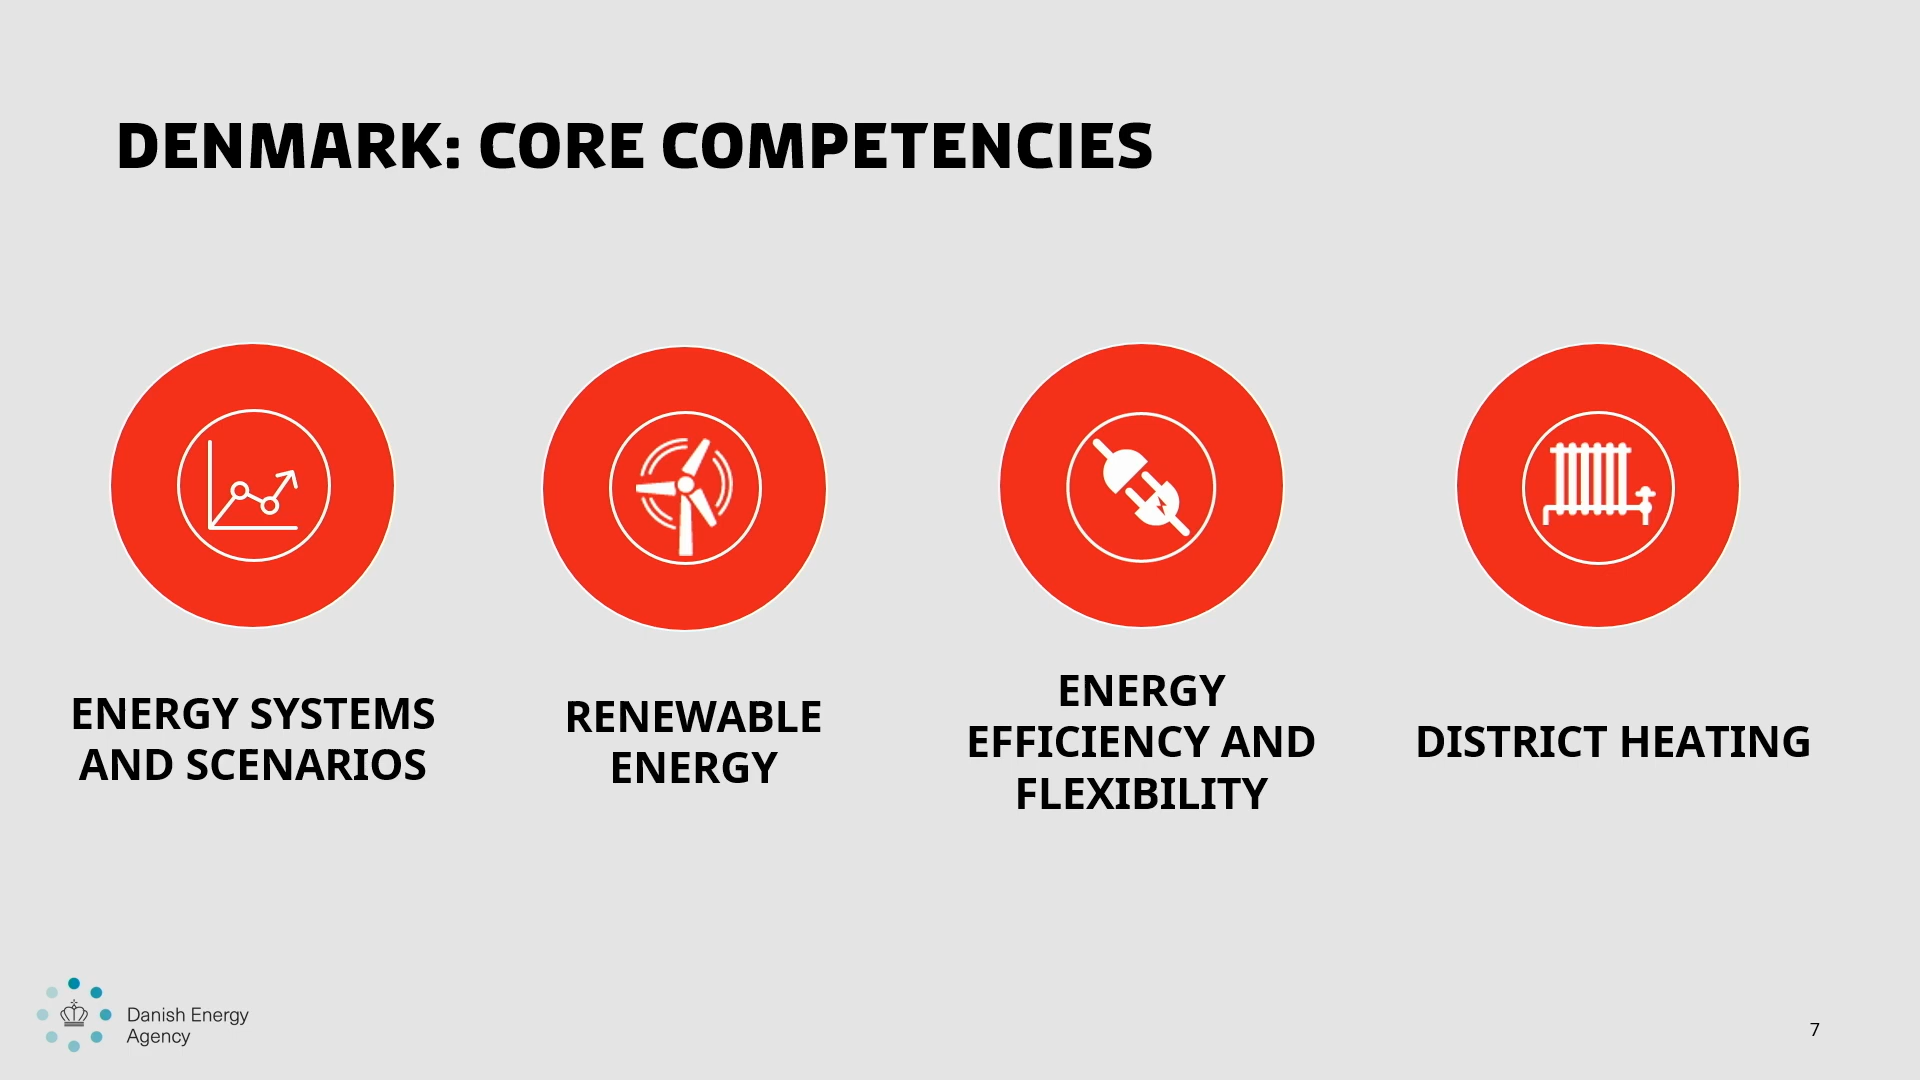 DENMARK: CORE COMPETENCIES
ENERGY SYSTEMS
AND SCENARIOS
RENEWABLE
ENERGY
ENERGY
EFFICIENCY AND
FLEXIBILITY
DISTRICT HEATING
Danish Energy
Agency
7